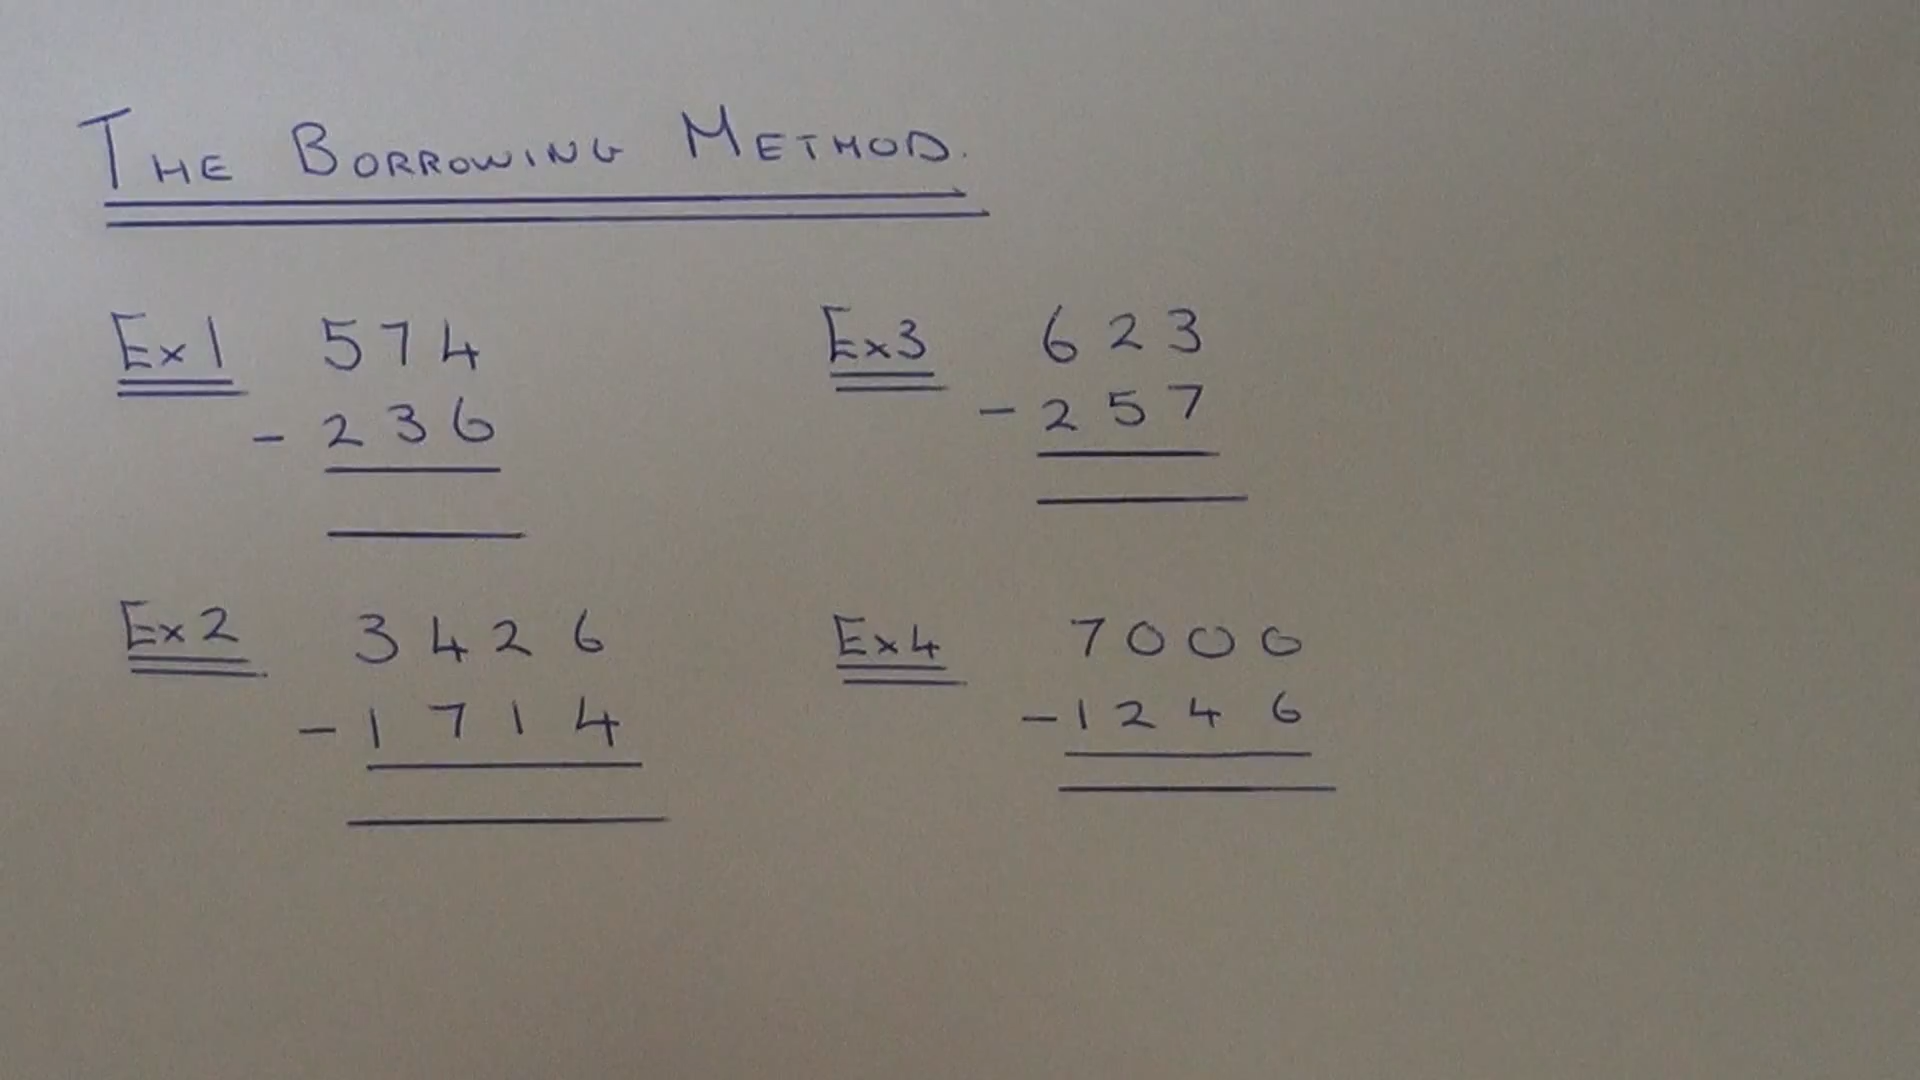 THE BORROWING METHOD.
Ex1 574
- 236
Ex2 3426
- 1714
Ex3 623
- 257
Ex4 7000
- 1246